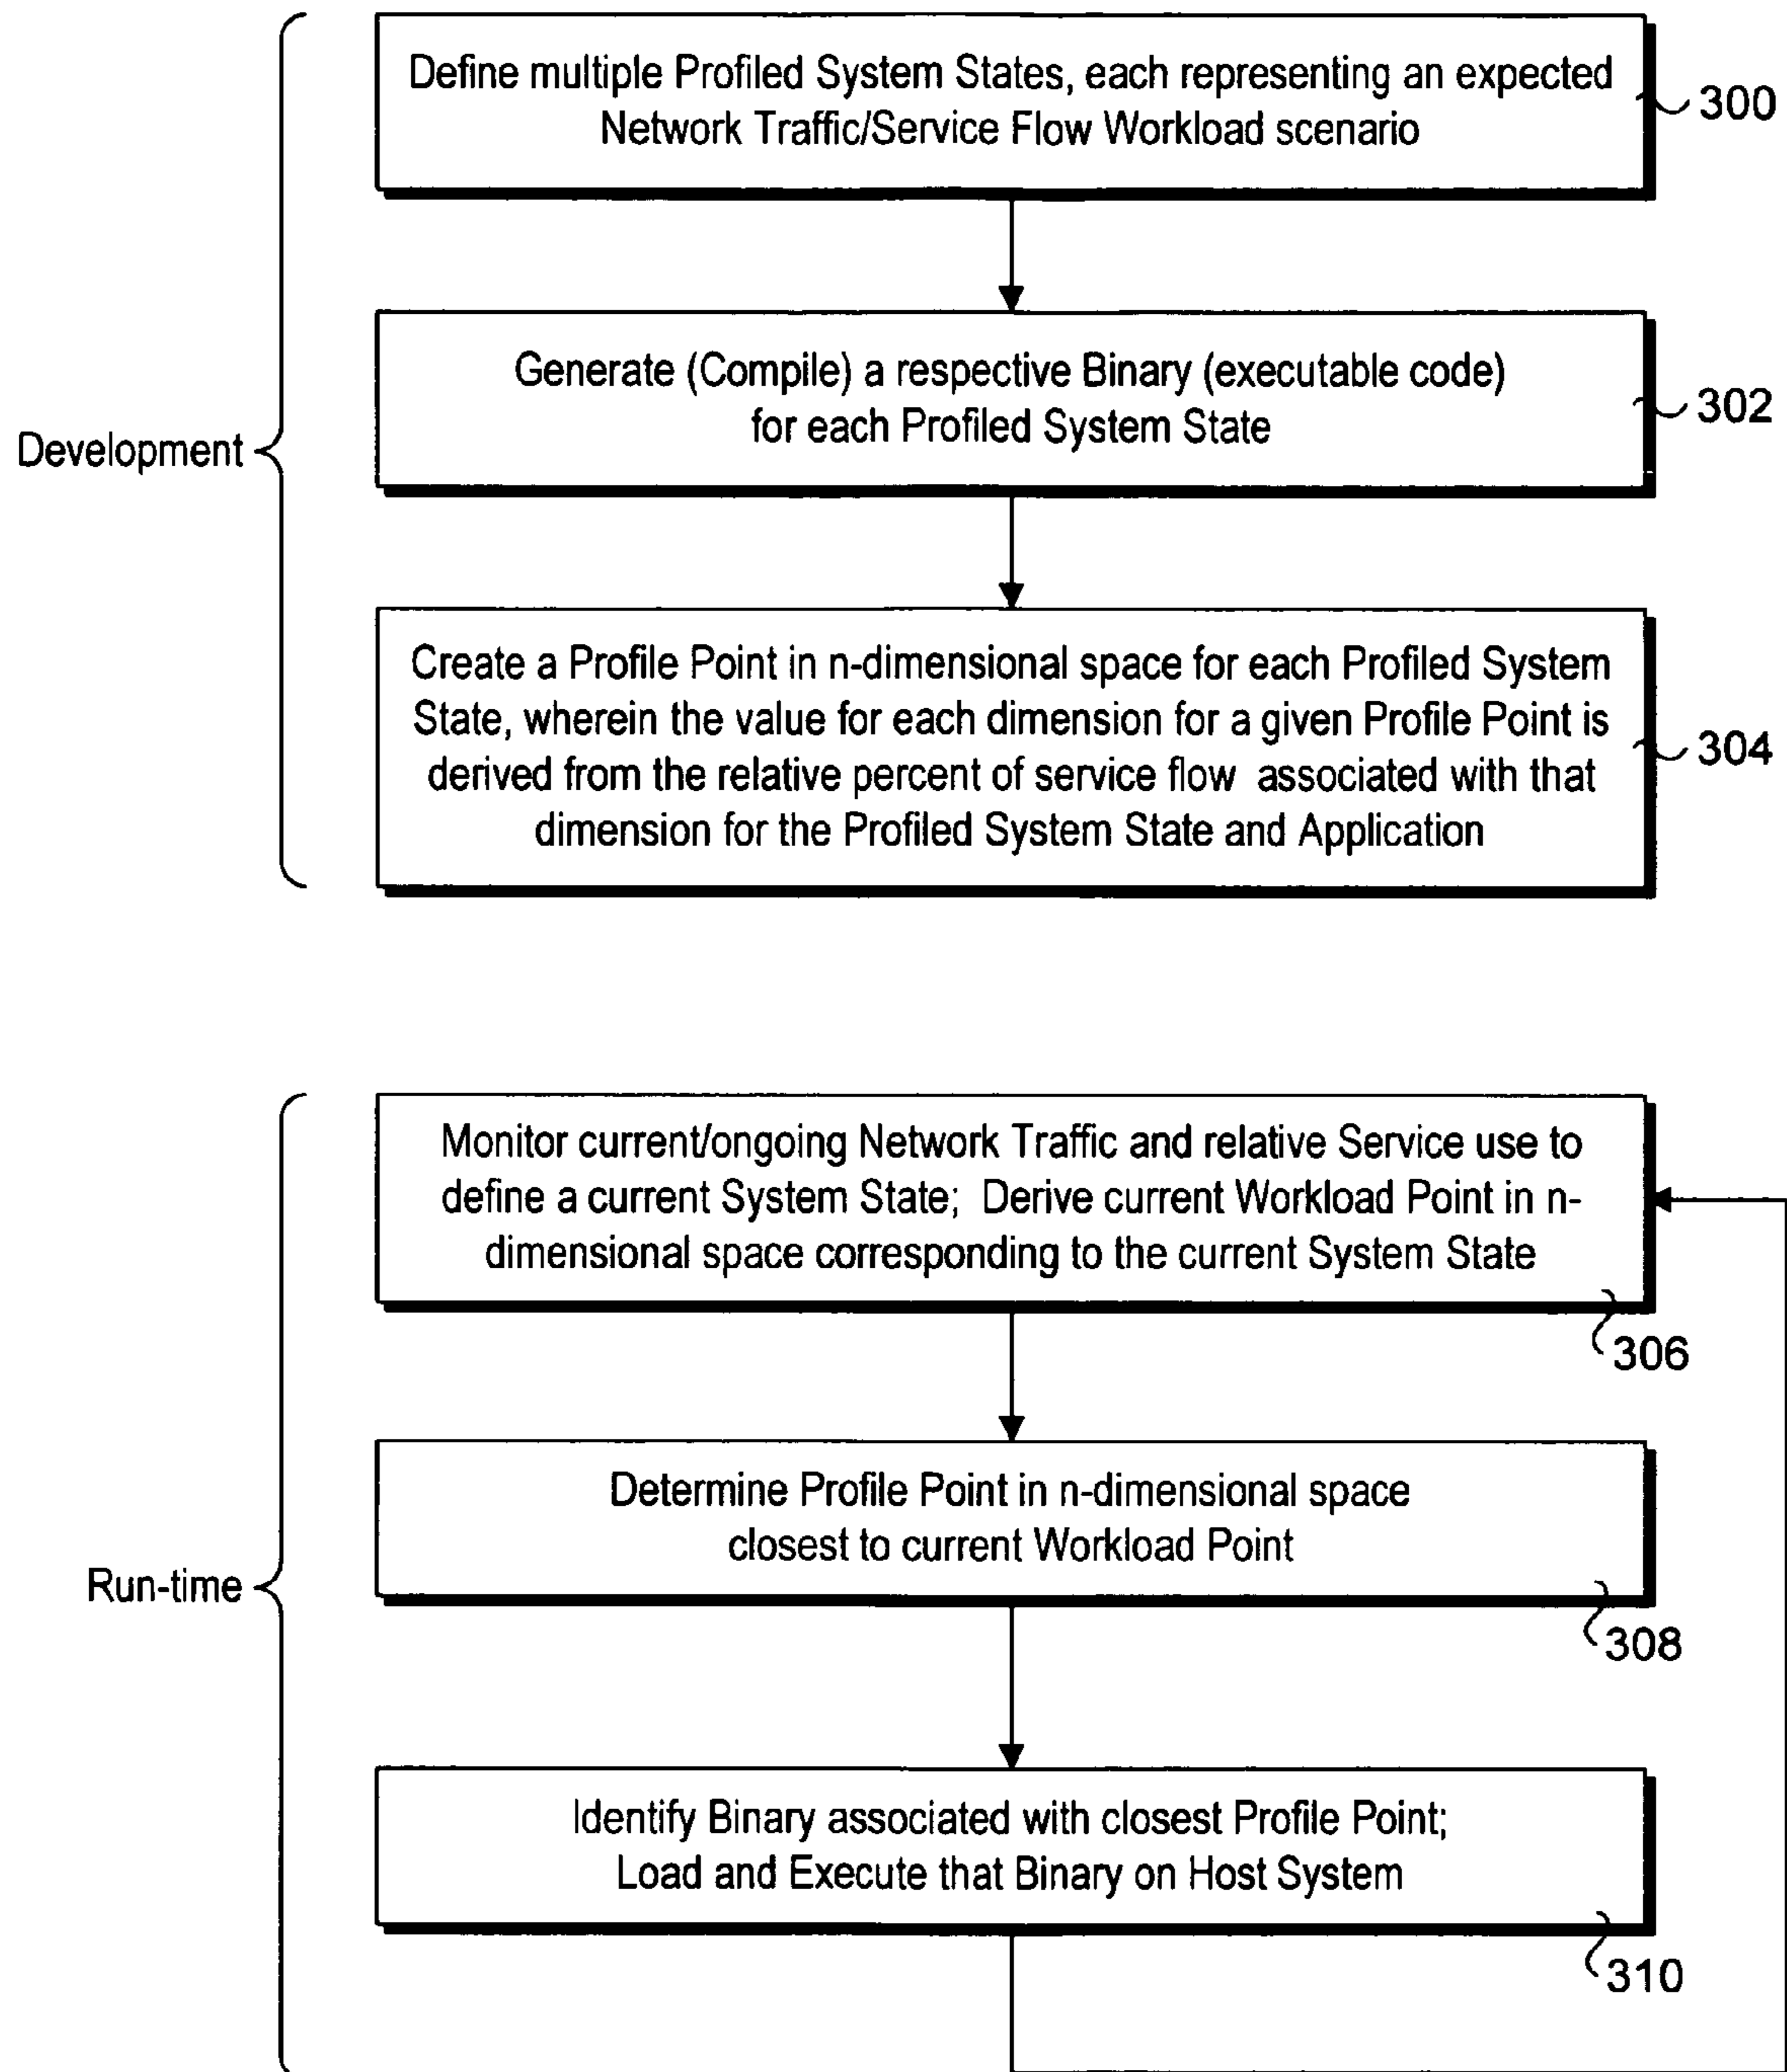 Define multiple Profiled System States, each representing an expected
Network Traffic/Service Flow Workload scenario
300
Generate (Compile) a respective Binary (executable code)
for each Profiled System State
302
Development
Create a Profile Point in n-dimensional space for each Profiled System
State, wherein the value for each dimension for a given Profile Point is
derived from the relative percent of service flow associated with that
dimension for the Profiled System State and Application
304
Monitor current/ongoing Network Traffic and relative Service use to
define a current System State; Derive current Workload Point in n-
dimensional space corresponding to the current System State
306
Determine Profile Point in n-dimensional space
closest to current Workload Point
308
Run-time
Identify Binary associated with closest Profile Point;
Load and Execute that Binary on Host System
310